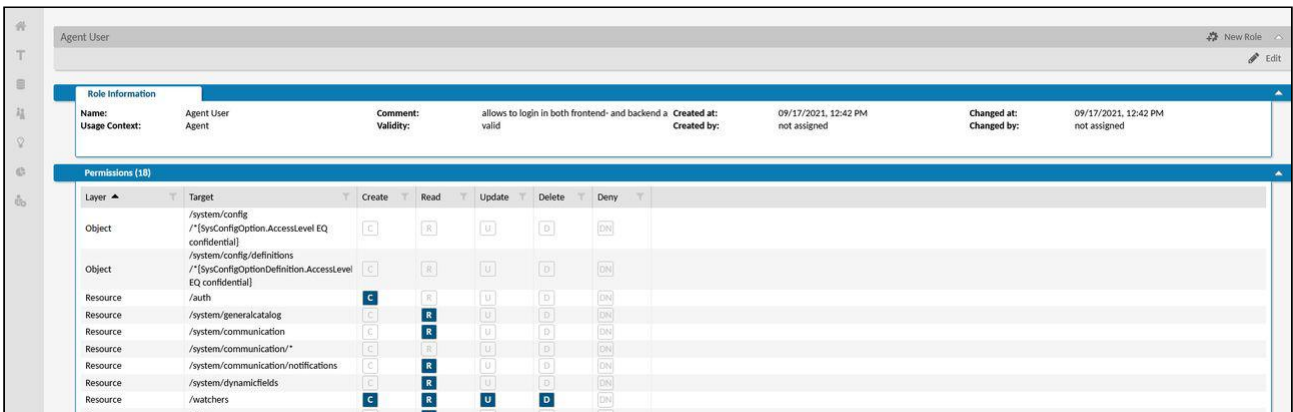 Agent User New Role
Edit
Role Information
Name: Agent User Comment: allows to login in both frontend- and backend a Created at: 09/17/2021, 12:42 PM Changed at: 09/17/2021, 12:42 PM
Usage Context: Agent Validity: valid Created by: not assigned Changed by: not assigned
Permissions (18)
Layer Target Create Read Update Delete Deny
/system/config
Object /*{SysConfigOption.AccessLevel EQ C R U D DN
confidential}
/system/config/definitions
Object /*{SysConfigOptionDefinition.AccessLevel C R U D DN
EQ confidential}
Resource /auth C R U D DN
Resource /system/generalcatalog C R U D DN
Resource /system/communication C R U D DN
Resource /system/communication/* C R U D DN
Resource /system/communication/notifications C R U D DN
Resource /system/dynamicfields C R U D DN
Resource /watchers C R U D DN